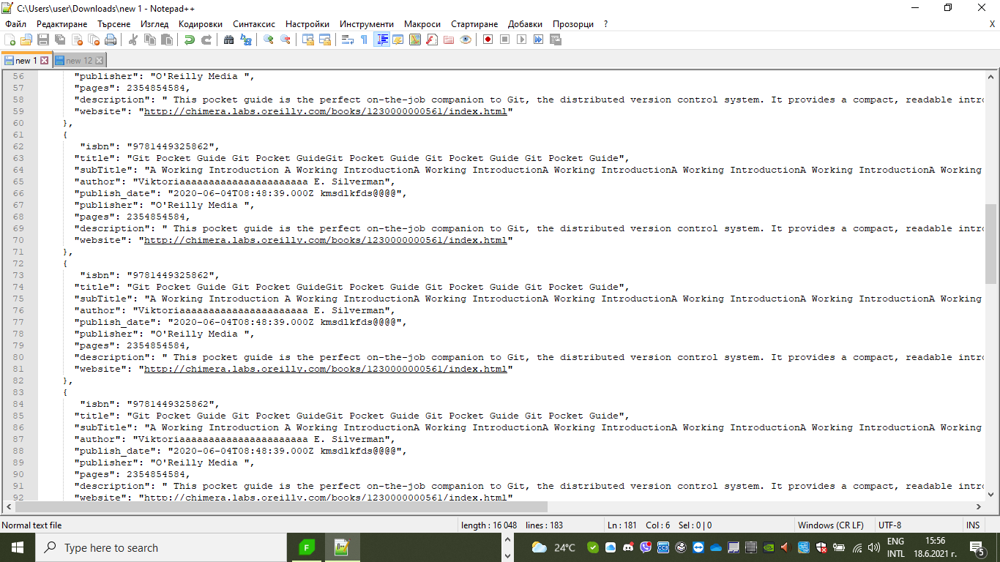 C:\Users\user\Downloads\new 1 - Notepad++
Файл Редактиране Търсене Изглед Кодировки Синтаксис Настройки Инструменти Макроси Стартиране Добавки Прозорци ? X
new 1 new 12
56 "publisher": "O'Reilly Media ",
57 "pages": 2354854584,
58 "description": " This pocket guide is the perfect on-the-job companion to Git, the distributed version control system. It provides a compact, readable intro
59 "website": "http://chimera.labs.oreilly.com/books/1230000000561/index.html"
60 },
61 {
62 "isbn": "9781449325862",
63 "title": "Git Pocket Guide Git Pocket GuideGit Pocket Guide Git Pocket Guide Git Pocket Guide",
64 "subTitle": "A Working Introduction A Working IntroductionA Working IntroductionA Working IntroductionA Working IntroductionA Working IntroductionA Working
65 "author": "Viktoriaaaaaaaaaaaaaaaaaaaaaa E. Silverman",
66 "publish_date": "2020-06-04T08:48:39.000Z kmsdlkfds@@@@",
67 "publisher": "O'Reilly Media ",
68 "pages": 2354854584,
69 "description": " This pocket guide is the perfect on-the-job companion to Git, the distributed version control system. It provides a compact, readable intro
70 "website": "http://chimera.labs.oreilly.com/books/1230000000561/index.html"
71 },
72 {
73 "isbn": "9781449325862",
74 "title": "Git Pocket Guide Git Pocket GuideGit Pocket Guide Git Pocket Guide Git Pocket Guide",
75 "subTitle": "A Working Introduction A Working IntroductionA Working IntroductionA Working IntroductionA Working IntroductionA Working IntroductionA Working
76 "author": "Viktoriaaaaaaaaaaaaaaaaaaaaaa E. Silverman",
77 "publish_date": "2020-06-04T08:48:39.000Z kmsdlkfds@@@@",
78 "publisher": "O'Reilly Media ",
79 "pages": 2354854584,
80 "description": " This pocket guide is the perfect on-the-job companion to Git, the distributed version control system. It provides a compact, readable intro
81 "website": "http://chimera.labs.oreilly.com/books/1230000000561/index.html"
82 },
83 {
84 "isbn": "9781449325862",
85 "title": "Git Pocket Guide Git Pocket GuideGit Pocket Guide Git Pocket Guide Git Pocket Guide",
86 "subTitle": "A Working Introduction A Working IntroductionA Working IntroductionA Working IntroductionA Working IntroductionA Working IntroductionA Working
87 "author": "Viktoriaaaaaaaaaaaaaaaaaaaaaa E. Silverman",
88 "publish_date": "2020-06-04T08:48:39.000Z kmsdlkfds@@@@",
89 "publisher": "O'Reilly Media ",
90 "pages": 2354854584,
91 "description": " This pocket guide is the perfect on-the-job companion to Git, the distributed version control system. It provides a compact, readable intro
92 "website": "http://chimera.labs.oreilly.com/books/1230000000561/index.html"
Normal text file length : 16 048 lines : 183 Ln : 181 Col : 6 Sel : 0 | 0 Windows (CR LF) UTF-8 INS
Type here to search 24°C ENG INTL 15:56 18.6.2021 г. 5